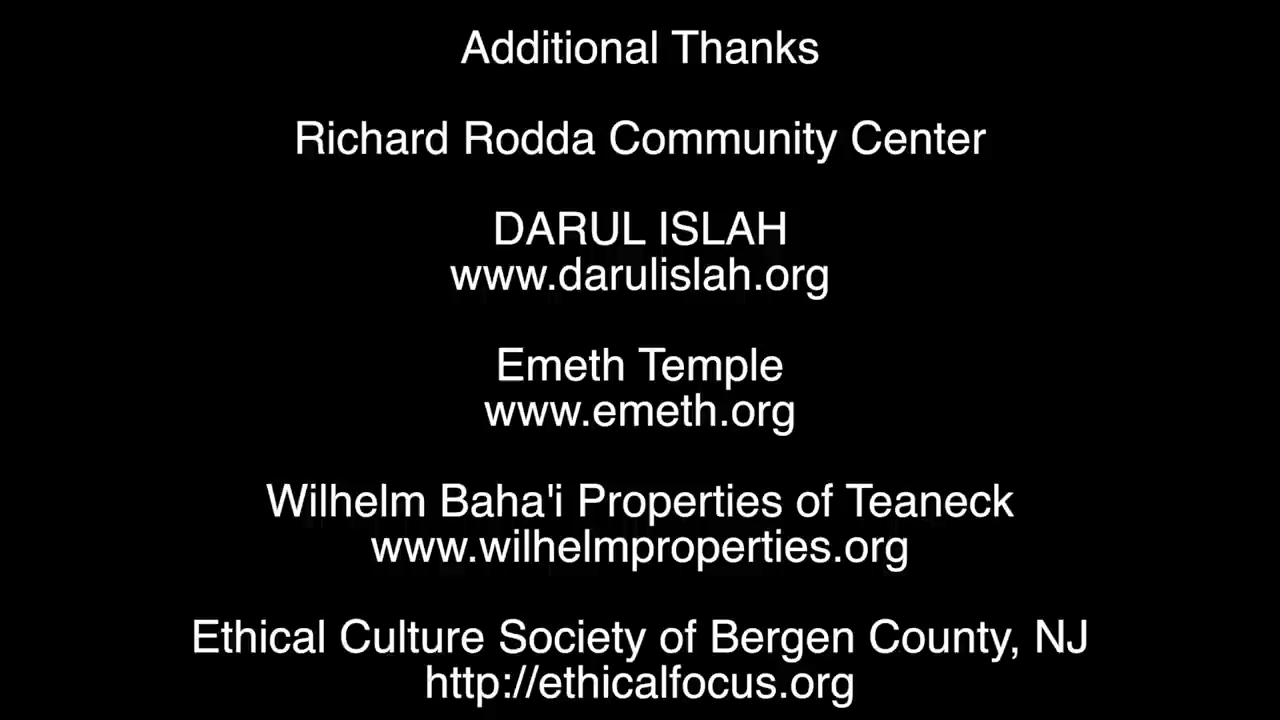 Additional Thanks
Richard Rodda Community Center
DARUL ISLAH
www.darulislah.org
Emeth Temple
www.emeth.org
Wilhelm Baha'i Properties of Teaneck
www.wilhelmproperties.org
Ethical Culture Society of Bergen County, NJ
http://ethicalfocus.org